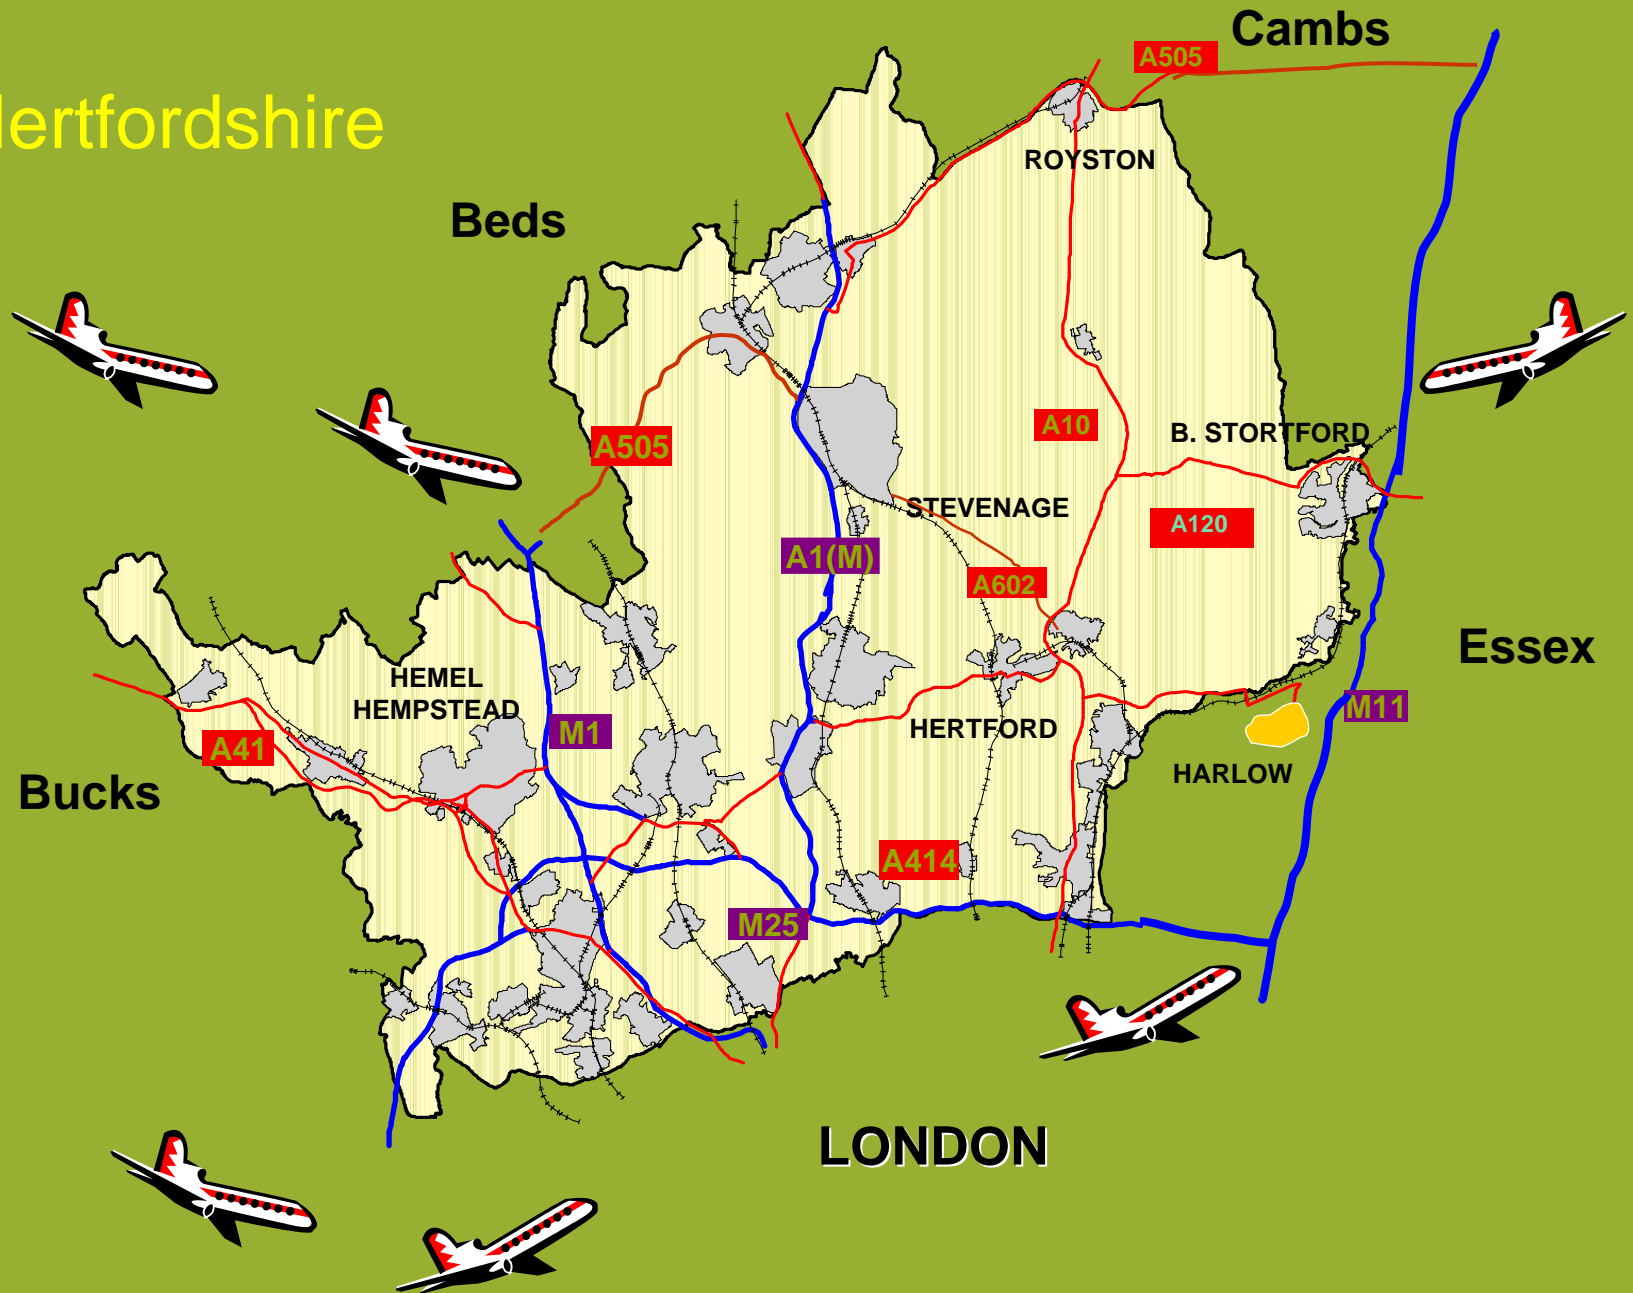 Cambs
A505
Hertfordshire
ROYSTON
Beds
A10
B. STORTFORD
A505
STEVENAGE
A120
A1(M)
A602
Essex
HEMEL
HEMPSTEAD
M11
HERTFORD
M1
A41
HARLOW
Bucks
A414
M25
LONDON